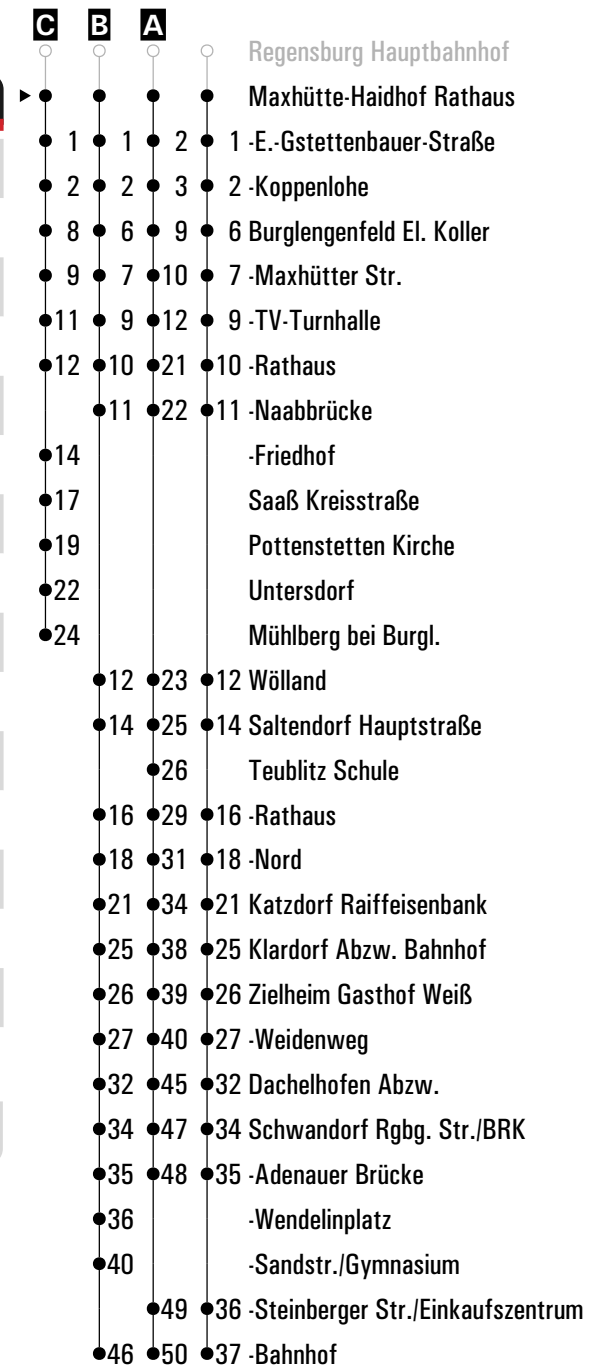 C B A
Regensburg Hauptbahnhof
Maxhütte-Haidhof Rathaus
1 1 2 1 -E.-Gstettenbauer-Straße
2 2 3 2 -Koppenlohe
8 6 9 6 Burglengenfeld El. Koller
9 7 10 7 -Maxhütter Str.
11 9 12 9 -TV-Turnhalle
12 10 21 10 -Rathaus
11 22 11 -Naabbrücke
14 -Friedhof
17 Saaß Kreisstraße
19 Pottenstetten Kirche
22 Untersdorf
24 Mühlberg bei Burgl.
12 23 12 Wölland
14 25 14 Saltendorf Hauptstraße
26 Teublitz Schule
16 29 16 -Rathaus
18 31 18 -Nord
21 34 21 Katzdorf Raiffeisenbank
25 38 25 Klardorf Abzw. Bahnhof
26 39 26 Zielheim Gasthof Weiß
27 40 27 -Weidenweg
32 45 32 Dachelhofen Abzw.
34 47 34 Schwandorf Rgbg. Str./BRK
35 48 35 -Adenauer Brücke
36 -Wendelinplatz
40 -Sandstr./Gymnasium
49 36 -Steinberger Str./Einkaufszentrum
46 50 37 -Bahnhof